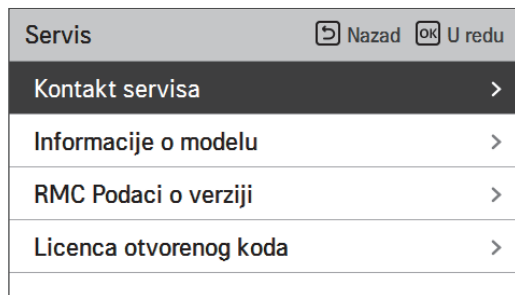 Servis Nazad OK U redu
Kontakt servisa
Informacije o modelu
RMC Podaci o verziji
Licenca otvorenog koda